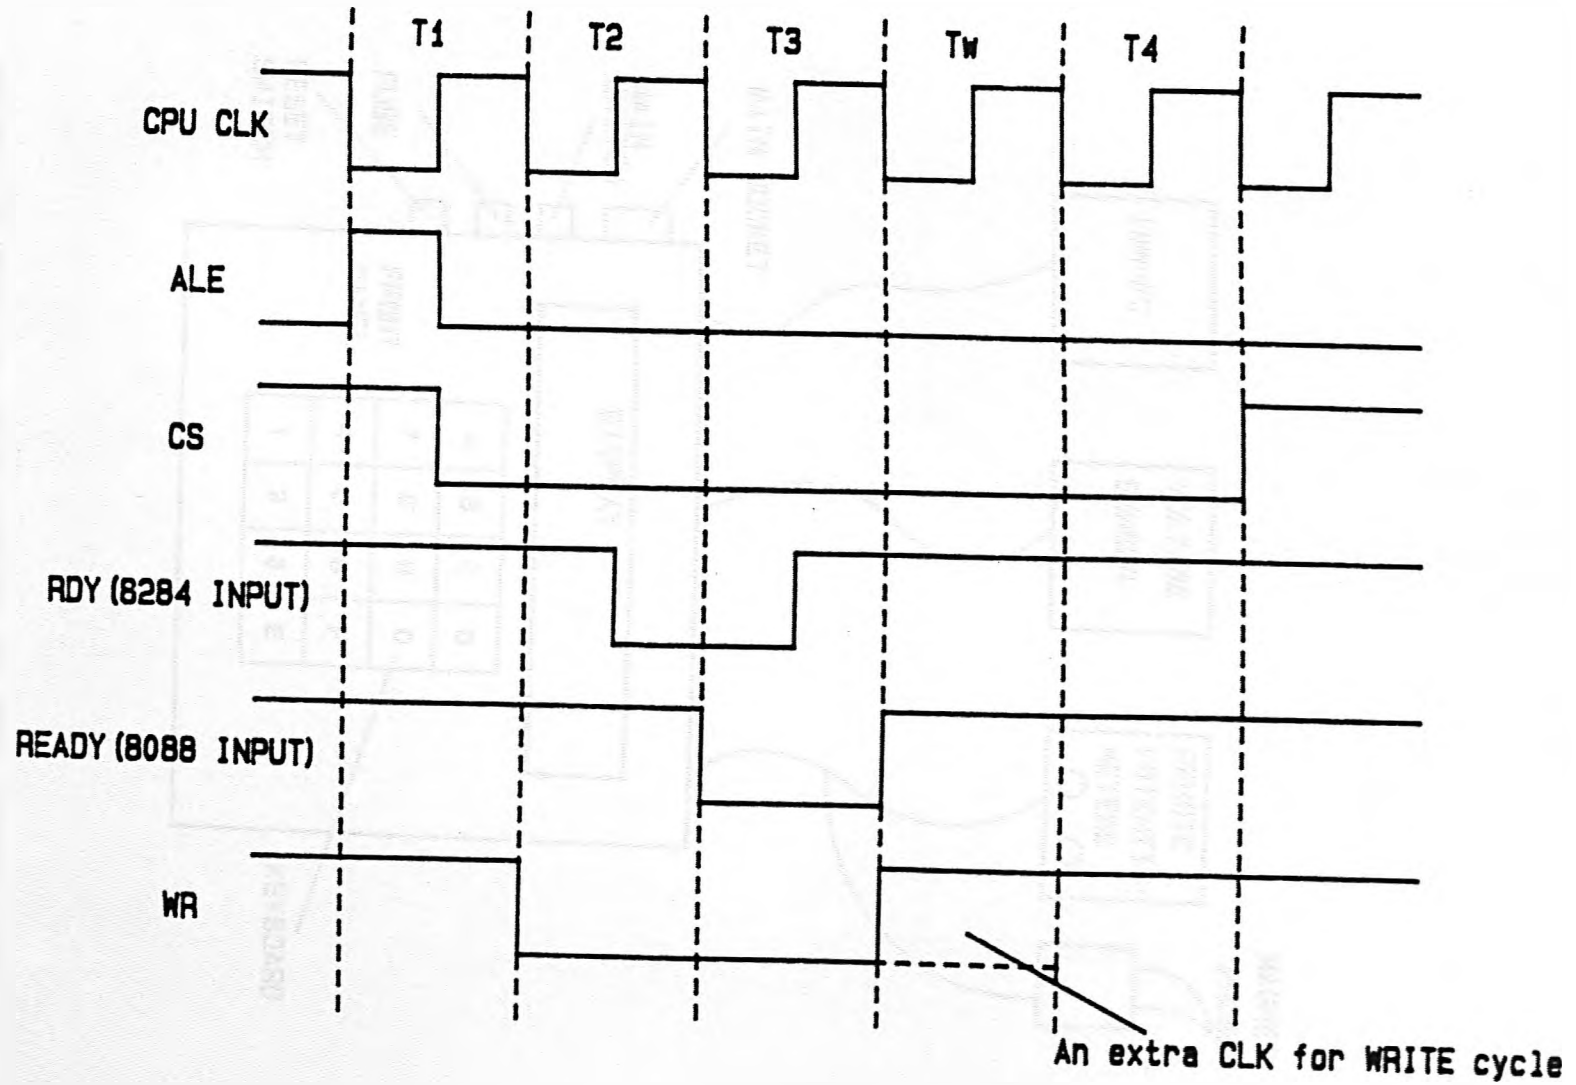 T1 T2 T3 Tw T4
CPU CLK
ALE
CS
RDY (8284 INPUT)
READY (8088 INPUT)
WR
An extra CLK for WRITE cycle